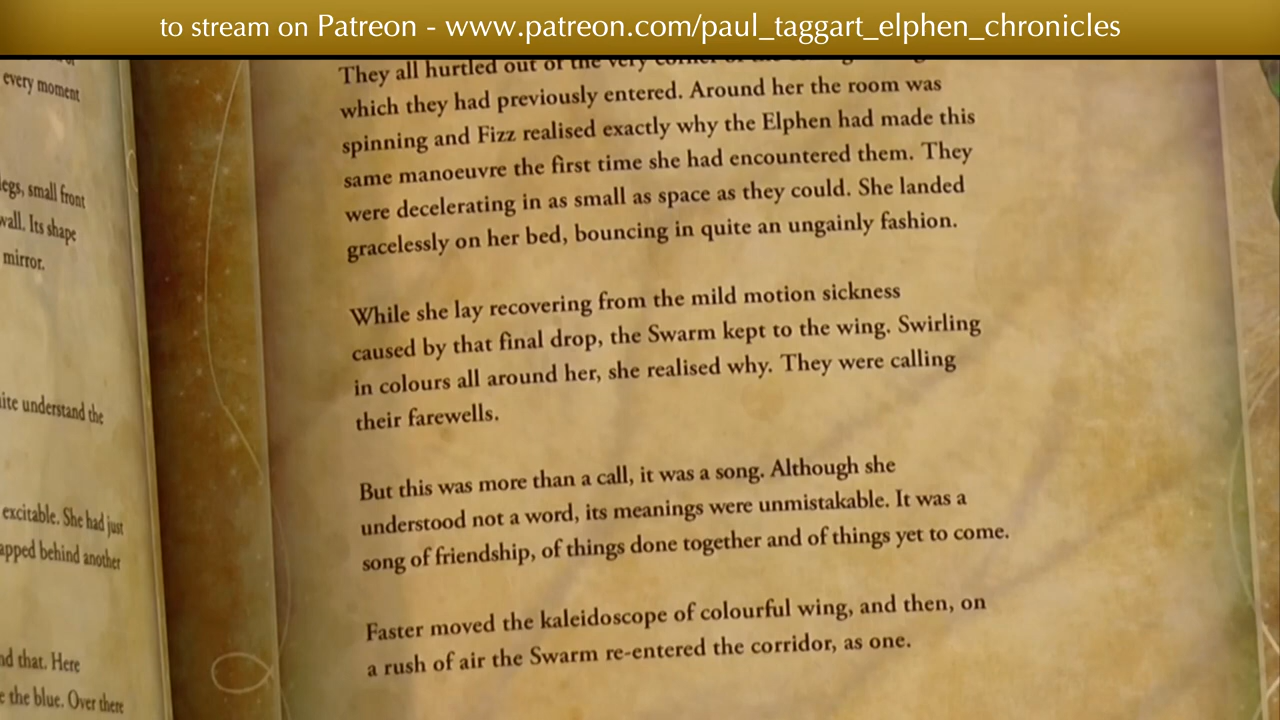 to stream on Patreon - www.patreon.com/paul_taggart_elphen_chronicles
every moment
legs, small front
wall. Its shape
mirror.
understand the
excitable. She had just
behind another
that. Here
the blue. Over there
They all hurtled out of the very corner of the
which they had previously entered. Around her the room was
spinning and Fizz realised exactly why the Elphen had made this
same manoeuvre the first time she had encountered them. They
were decelerating in as small as space as they could. She landed
gracelessly on her bed, bouncing in quite an ungainly fashion.
While she lay recovering from the mild motion sickness
caused by that final drop, the Swarm kept to the wing. Swirling
in colours all around her, she realised why. They were calling
their farewells.
But this was more than a call, it was a song. Although she
understood not a word, its meanings were unmistakable. It was a
song of friendship, of things done together and of things yet to come.
Faster moved the kaleidoscope of colourful wing, and then, on
a rush of air the Swarm re-entered the corridor, as one.